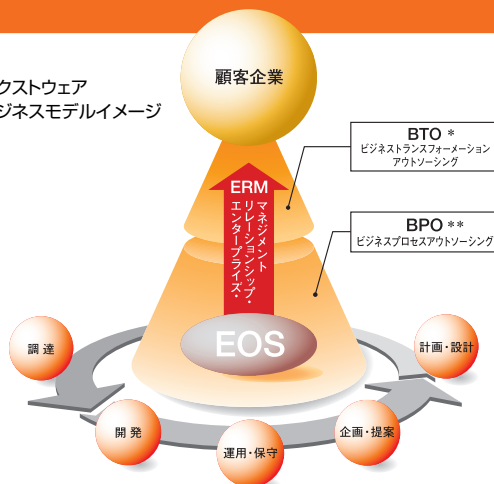 クストウェア
ジネスモデルイメージ
顧客企業
BTO *
ビジネストランスフォーメーション
アウトソーシング
ERM
エンタープライズ・
リレーションシップ・
マネジメント
BPO **
ビジネスプロセスアウトソーシング
EOS
調達
計画・設計
開発
企画・提案
運用・保守